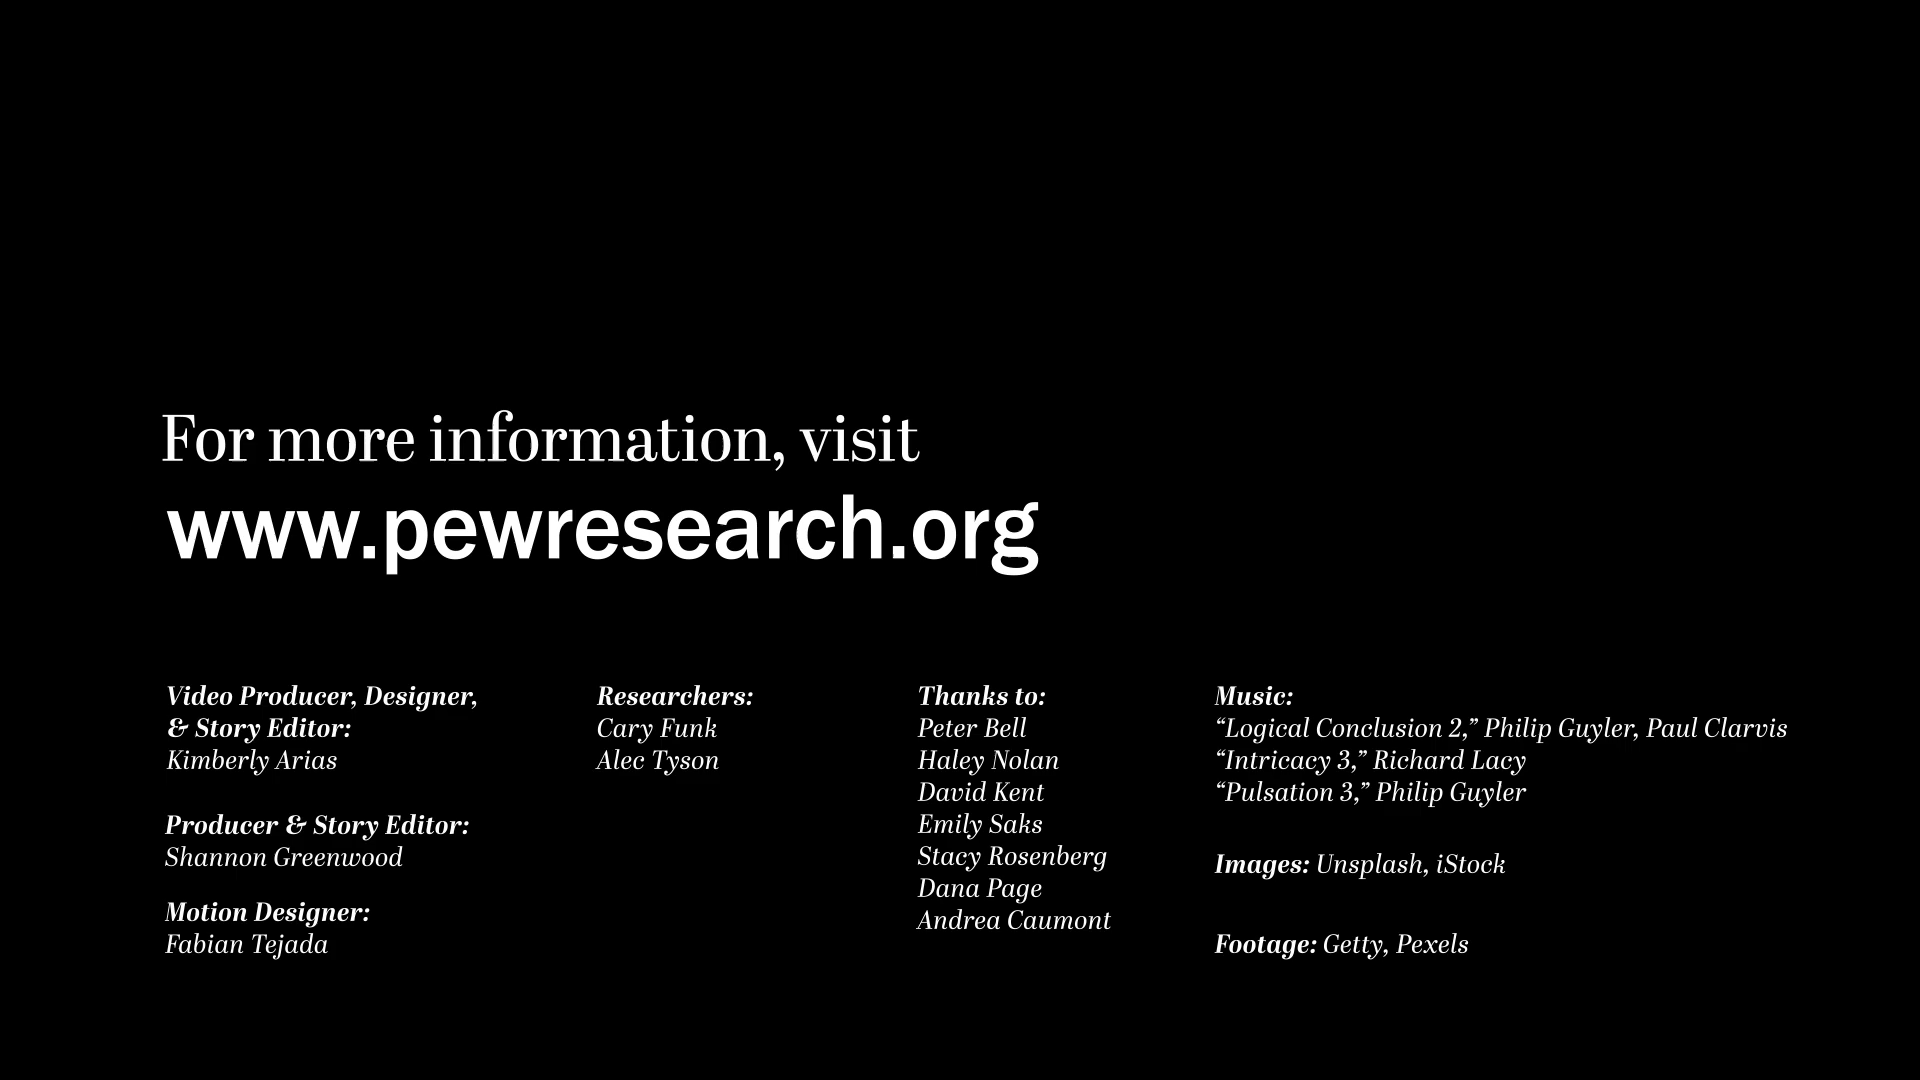 For more information, visit
www.pewresearch.org
Video Producer, Designer,
& Story Editor:
Kimberly Arias
Producer & Story Editor:
Shannon Greenwood
Motion Designer:
Fabian Tejada
Researchers:
Cary Funk
Alec Tyson
Thanks to:
Peter Bell
Haley Nolan
David Kent
Emily Saks
Stacy Rosenberg
Dana Page
Andrea Caumont
Music:
“Logical Conclusion 2,” Philip Guyler, Paul Clarvis
“Intricacy 3,” Richard Lacy
“Pulsation 3,” Philip Guyler
Images: Unsplash, iStock
Footage: Getty, Pexels